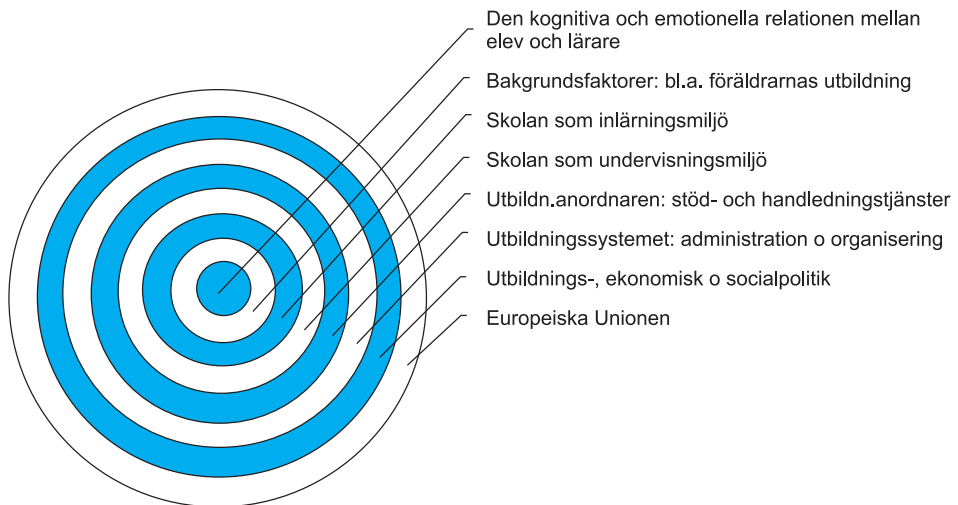 Den kognitiva och emotionella relationen mellan
elev och lärare
Bakgrundsfaktorer: bl.a. föräldrarnas utbildning
Skolan som inlärningsmiljö
Skolan som undervisningsmiljö
Utbildn.anordnaren: stöd- och handledningstjänster
Utbildningssystemet: administration o organisering
Utbildnings-, ekonomisk o socialpolitik
Europeiska Unionen